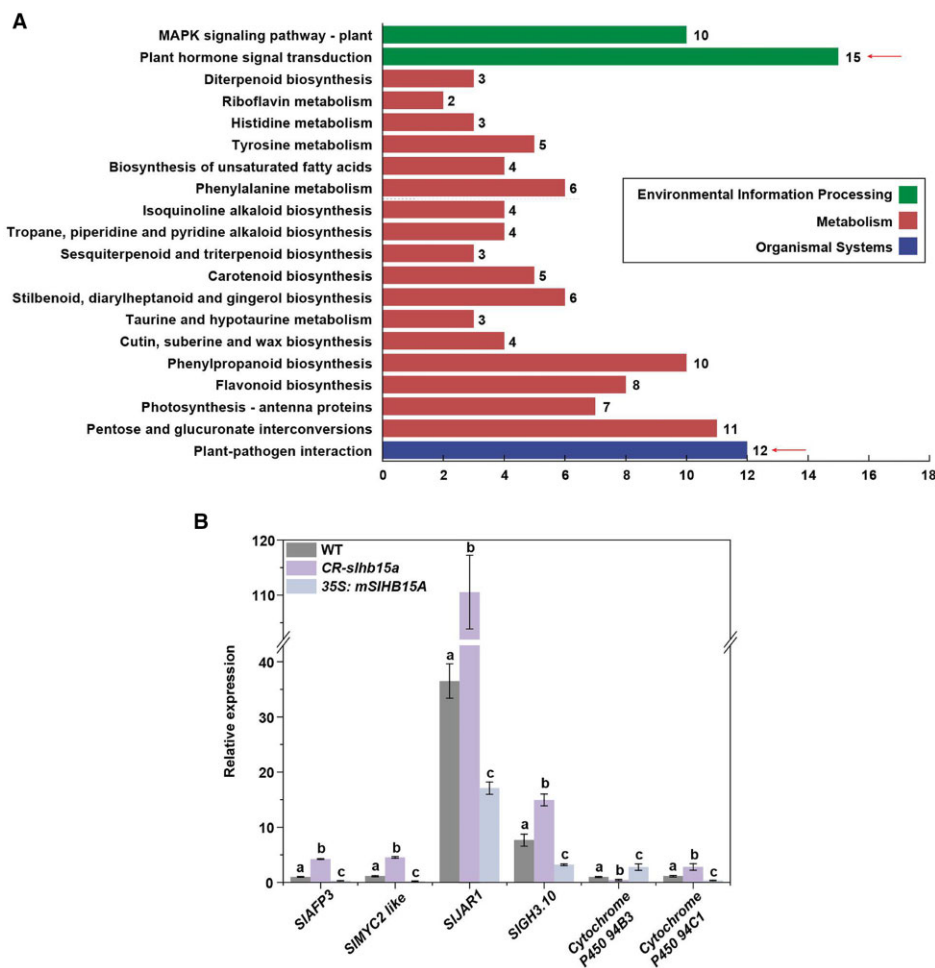 A
MAPK signaling pathway - plant 10
Plant hormone signal transduction 15
Diterpenoid biosynthesis 3
Riboflavin metabolism 2
Histidine metabolism 3
Tyrosine metabolism 5
Biosynthesis of unsaturated fatty acids 4
Phenylalanine metabolism 6
Isoquinoline alkaloid biosynthesis 4
Tropane, piperidine and pyridine alkaloid biosynthesis 4
Sesquiterpenoid and triterpenoid biosynthesis 3
Carotenoid biosynthesis 5
Stilbenoid, diarylheptanoid and gingerol biosynthesis 6
Taurine and hypotaurine metabolism 3
Cutin, suberine and wax biosynthesis 4
Phenylpropanoid biosynthesis 10
Flavonoid biosynthesis 8
Photosynthesis - antenna proteins 7
Pentose and glucuronate interconversions 11
Plant-pathogen interaction 12
0 2 4 6 8 10 12 14 16 18
Environmental Information Processing
Metabolism
Organismal Systems
B
WT
CR-slhb15a
35S: mSlHB15A
Relative expression
120
110
40
30
20
10
0
a b c
a b c
a b c
a b c
a b c
a b c
SlAFP3
SlMYC2 like
SlJAR1
SlGH3.10
Cytochrome
P450 94B3
Cytochrome
P450 94C1